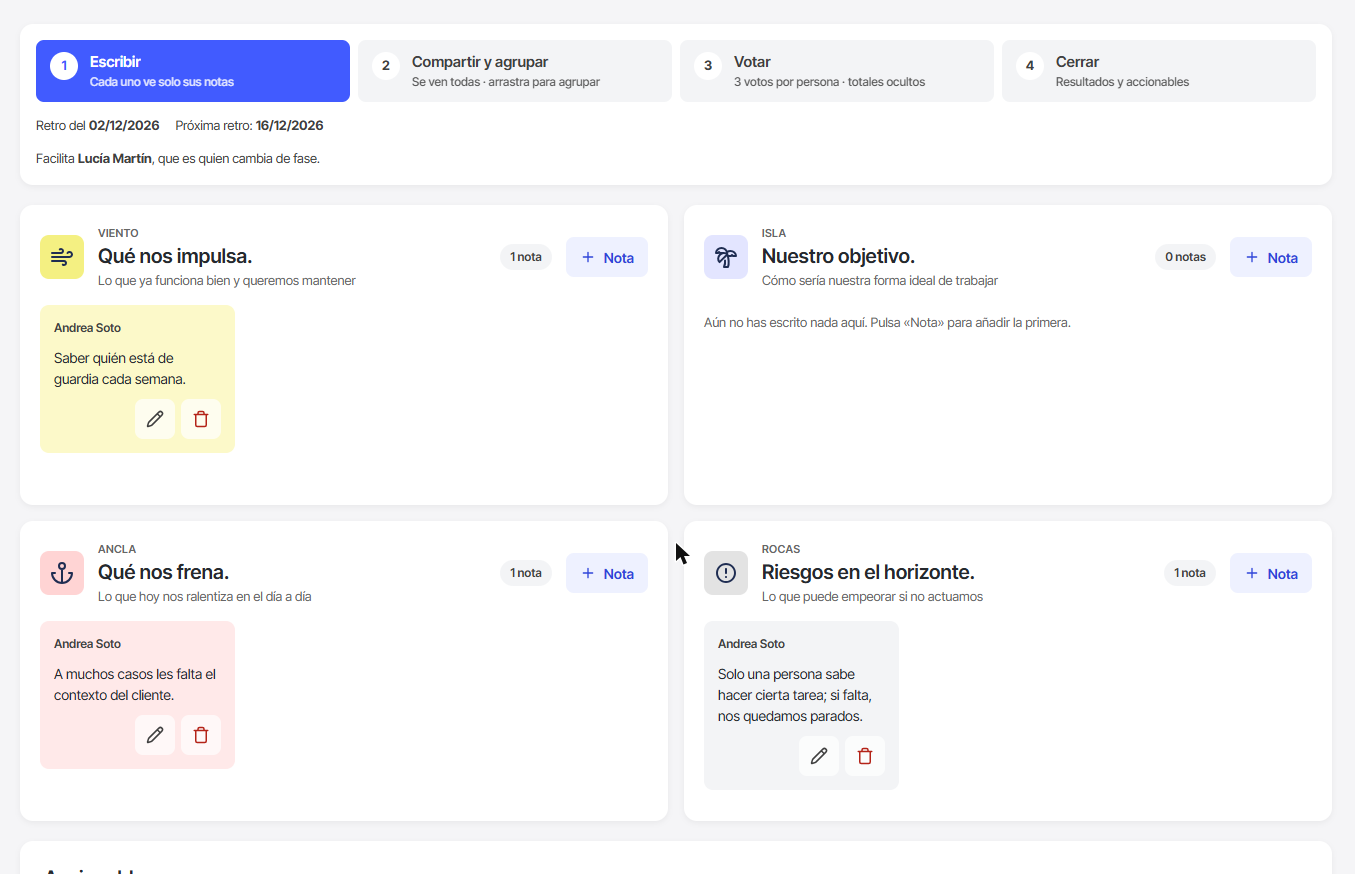 1
Escribir
Cada uno ve solo sus notas
2
Compartir y agrupar
Se ven todas · arrastra para agrupar
3
Votar
3 votos por persona · totales ocultos
4
Cerrar
Resultados y accionables
Retro del 02/12/2026 Próxima retro: 16/12/2026
Facilita Lucía Martín, que es quien cambia de fase.
VIENTO
Qué nos impulsa.
Lo que ya funciona bien y queremos mantener
1 nota
+ Nota
Andrea Soto
Saber quién está de
guardia cada semana.
ISLA
Nuestro objetivo.
Cómo sería nuestra forma ideal de trabajar
0 notas
+ Nota
Aún no has escrito nada aquí. Pulsa «Nota» para añadir la primera.
ANCLA
Qué nos frena.
Lo que hoy nos ralentiza en el día a día
1 nota
+ Nota
Andrea Soto
A muchos casos les falta el
contexto del cliente.
ROCAS
Riesgos en el horizonte.
Lo que puede empeorar si no actuamos
1 nota
+ Nota
Andrea Soto
Solo una persona sabe
hacer cierta tarea; si falta,
nos quedamos parados.